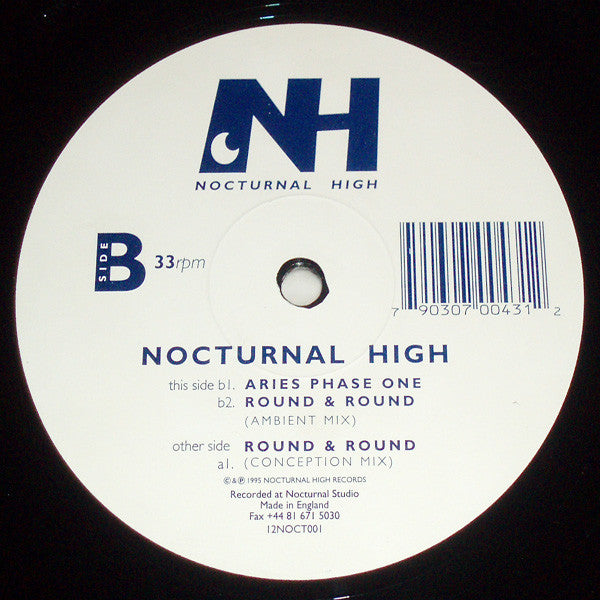 NH
NOCTURNAL HIGH
SIDE B 33rpm
7 90307 00431 2
NOCTURNAL HIGH
this side b1. ARIES PHASE ONE
b2. ROUND & ROUND
(AMBIENT MIX)
other side ROUND & ROUND
a1. (CONCEPTION MIX)
© & ℗ 1995 NOCTURNAL HIGH RECORDS
Recorded at Nocturnal Studio
Made in England
Fax +44 81 671 5030
12NOCT001